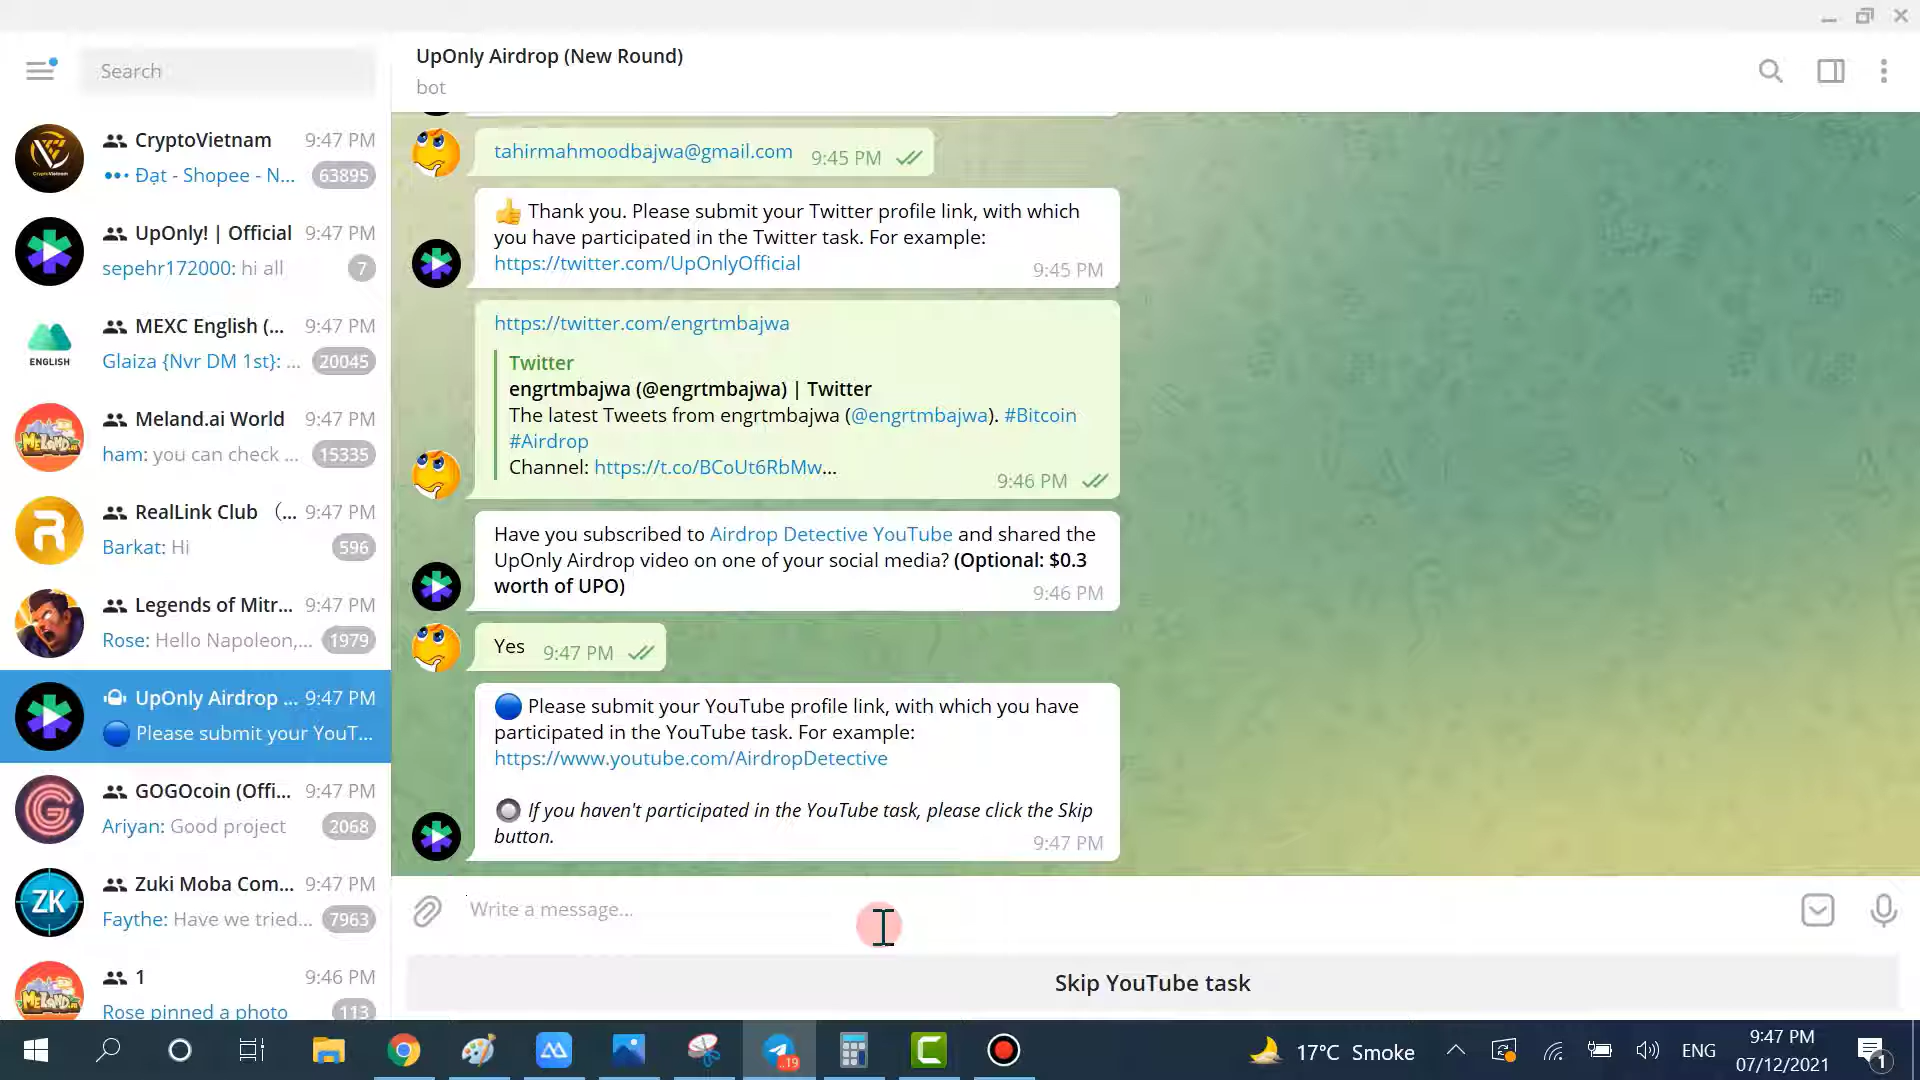 Search
CryptoVietnam 9:47 PM
••• Đạt - Shopee - N... 63895
UpOnly! | Official 9:47 PM
sepehr172000: hi all 7
MEXC English (... 9:47 PM
Glaiza {Nvr DM 1st}: ... 20045
ENGLISH
Meland.ai World 9:47 PM
ham: you can check ... 15335
RealLink Club （... 9:47 PM
Barkat: Hi 596
Legends of Mitr... 9:47 PM
Rose: Hello Napoleon,... 1979
UpOnly Airdrop ... 9:47 PM
Please submit your YouT...
GOGOcoin (Offi... 9:47 PM
Ariyan: Good project 2068
Zuki Moba Com... 9:47 PM
Faythe: Have we tried... 7963
ZK
1 9:46 PM
Rose pinned a photo 113
UpOnly Airdrop (New Round)
bot
tahirmahmoodbajwa@gmail.com 9:45 PM
Thank you. Please submit your Twitter profile link, with which
you have participated in the Twitter task. For example:
https://twitter.com/UpOnlyOfficial 9:45 PM
https://twitter.com/engrtmbajwa
Twitter
engrtmbajwa (@engrtmbajwa) | Twitter
The latest Tweets from engrtmbajwa (@engrtmbajwa). #Bitcoin
#Airdrop
Channel: https://t.co/BCoUt6RbMw...
9:46 PM
Have you subscribed to Airdrop Detective YouTube and shared the
UpOnly Airdrop video on one of your social media? (Optional: $0.3
worth of UPO) 9:46 PM
Yes 9:47 PM
Please submit your YouTube profile link, with which you have
participated in the YouTube task. For example:
https://www.youtube.com/AirdropDetective
If you haven't participated in the YouTube task, please click the Skip
button. 9:47 PM
Write a message...
Skip YouTube task
..19
17°C Smoke
ENG
9:47 PM
07/12/2021
1